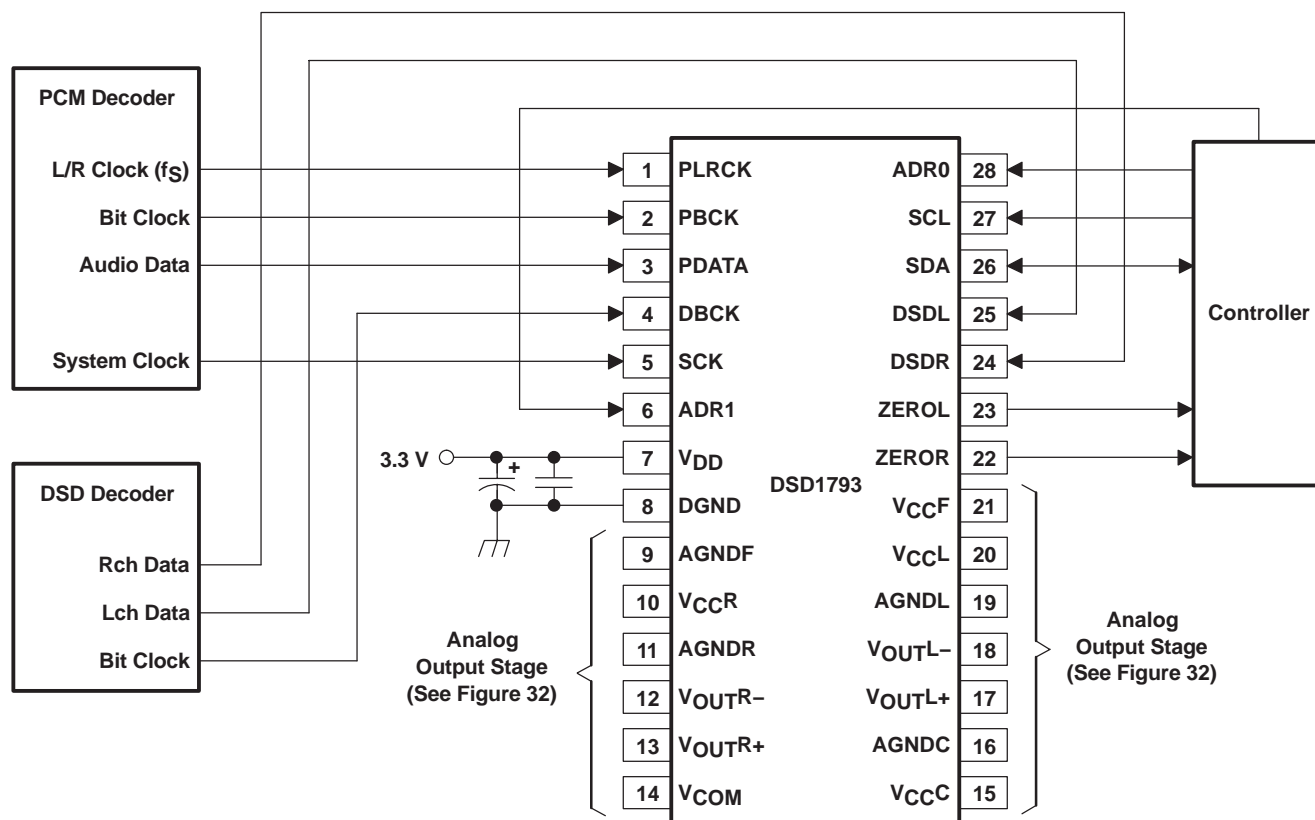 PCM Decoder
L/R Clock (fS)
Bit Clock
Audio Data
System Clock
DSD Decoder
Rch Data
Lch Data
Bit Clock
3.3 V
+
Analog
Output Stage
(See Figure 32)
1 PLRCK
2 PBCK
3 PDATA
4 DBCK
5 SCK
6 ADR1
7 VDD
8 DGND
9 AGNDF
10 VCCR
11 AGNDR
12 VOUTR–
13 VOUTR+
14 VCOM
DSD1793
ADR0 28
SCL 27
SDA 26
DSDL 25
DSDR 24
ZEROL 23
ZEROR 22
VCCF 21
VCCL 20
AGNDL 19
VOUTL– 18
VOUTL+ 17
AGNDC 16
VCCC 15
Analog
Output Stage
(See Figure 32)
Controller